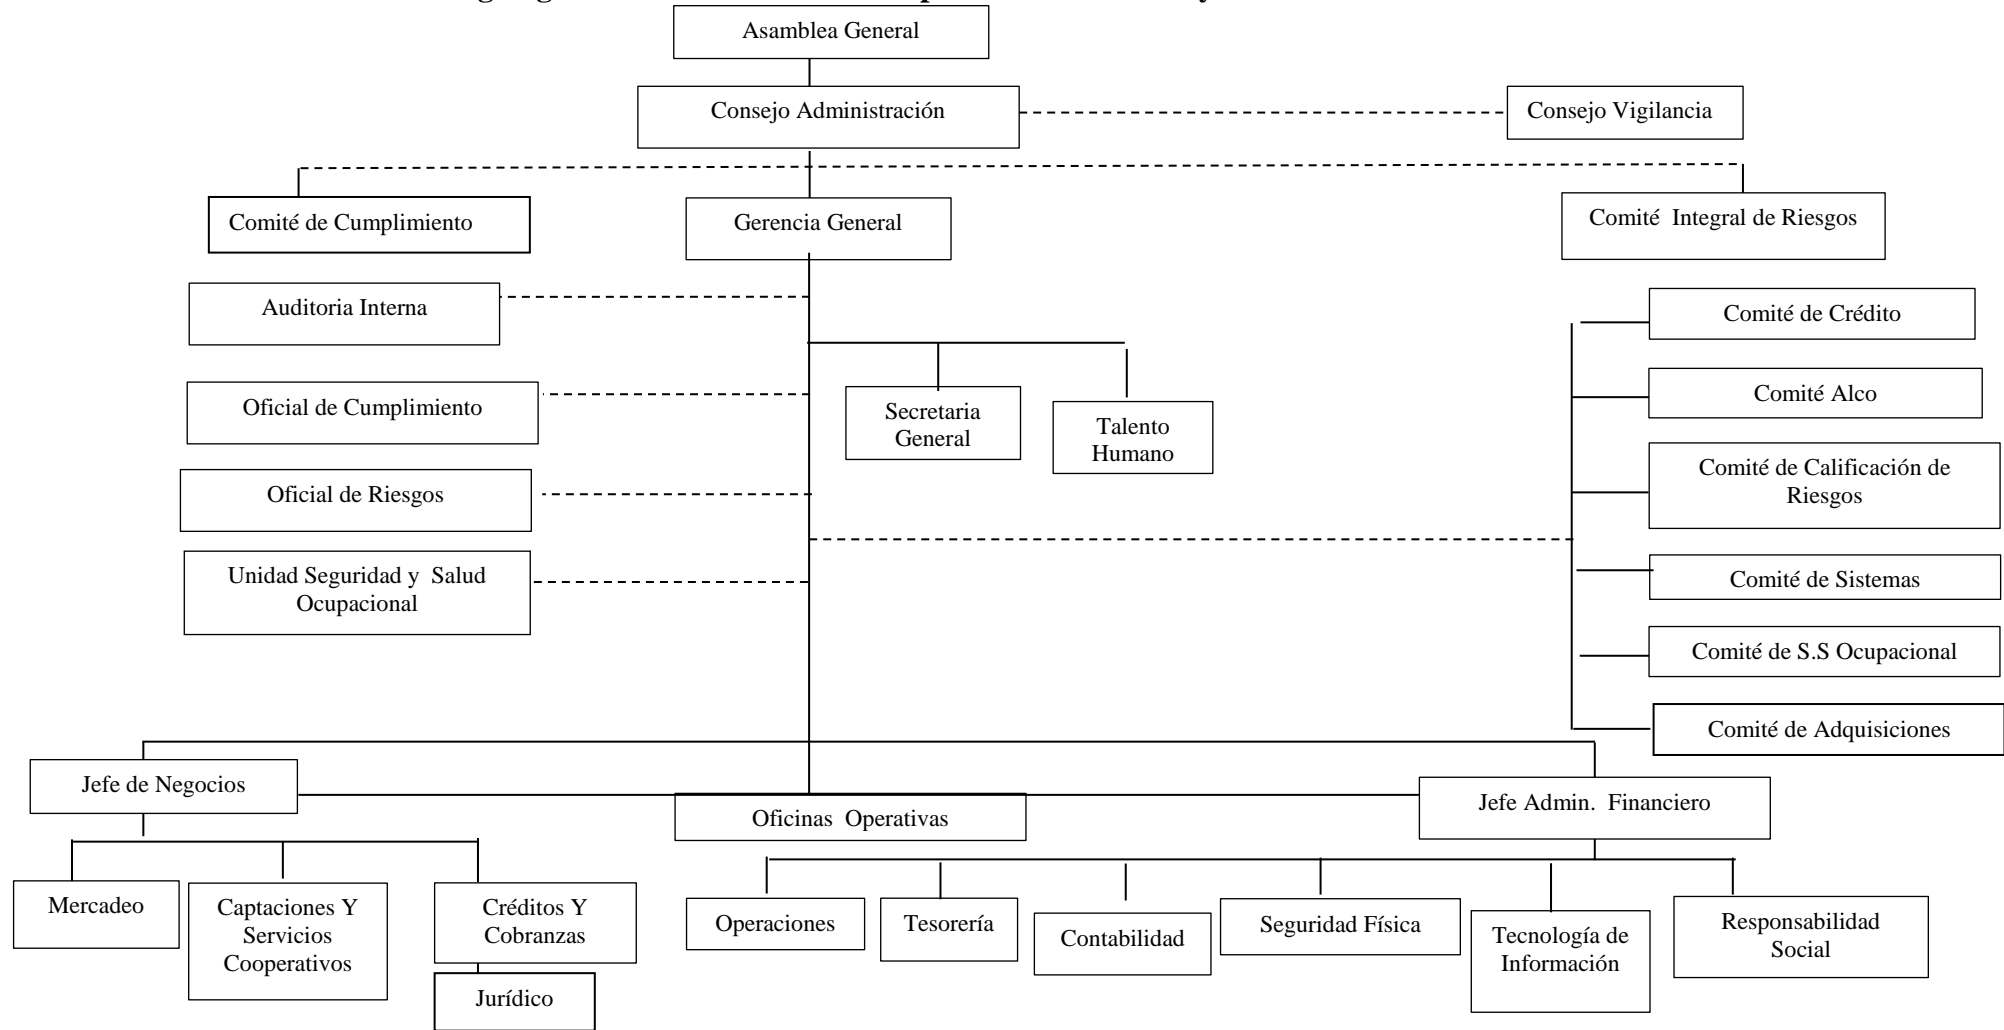 Asamblea General
Consejo Administración
Consejo Vigilancia
Comité de Cumplimiento
Gerencia General
Comité Integral de Riesgos
Auditoria Interna
Comité de Crédito
Oficial de Cumplimiento
Secretaria
General
Talento
Humano
Comité Alco
Oficial de Riesgos
Comité de Calificación de
Riesgos
Unidad Seguridad y Salud
Ocupacional
Comité de Sistemas
Comité de S.S Ocupacional
Comité de Adquisiciones
Jefe de Negocios
Oficinas Operativas
Jefe Admin. Financiero
Mercadeo
Captaciones Y
Servicios
Cooperativos
Créditos Y
Cobranzas
Jurídico
Operaciones
Tesorería
Contabilidad
Seguridad Física
Tecnología de
Información
Responsabilidad
Social